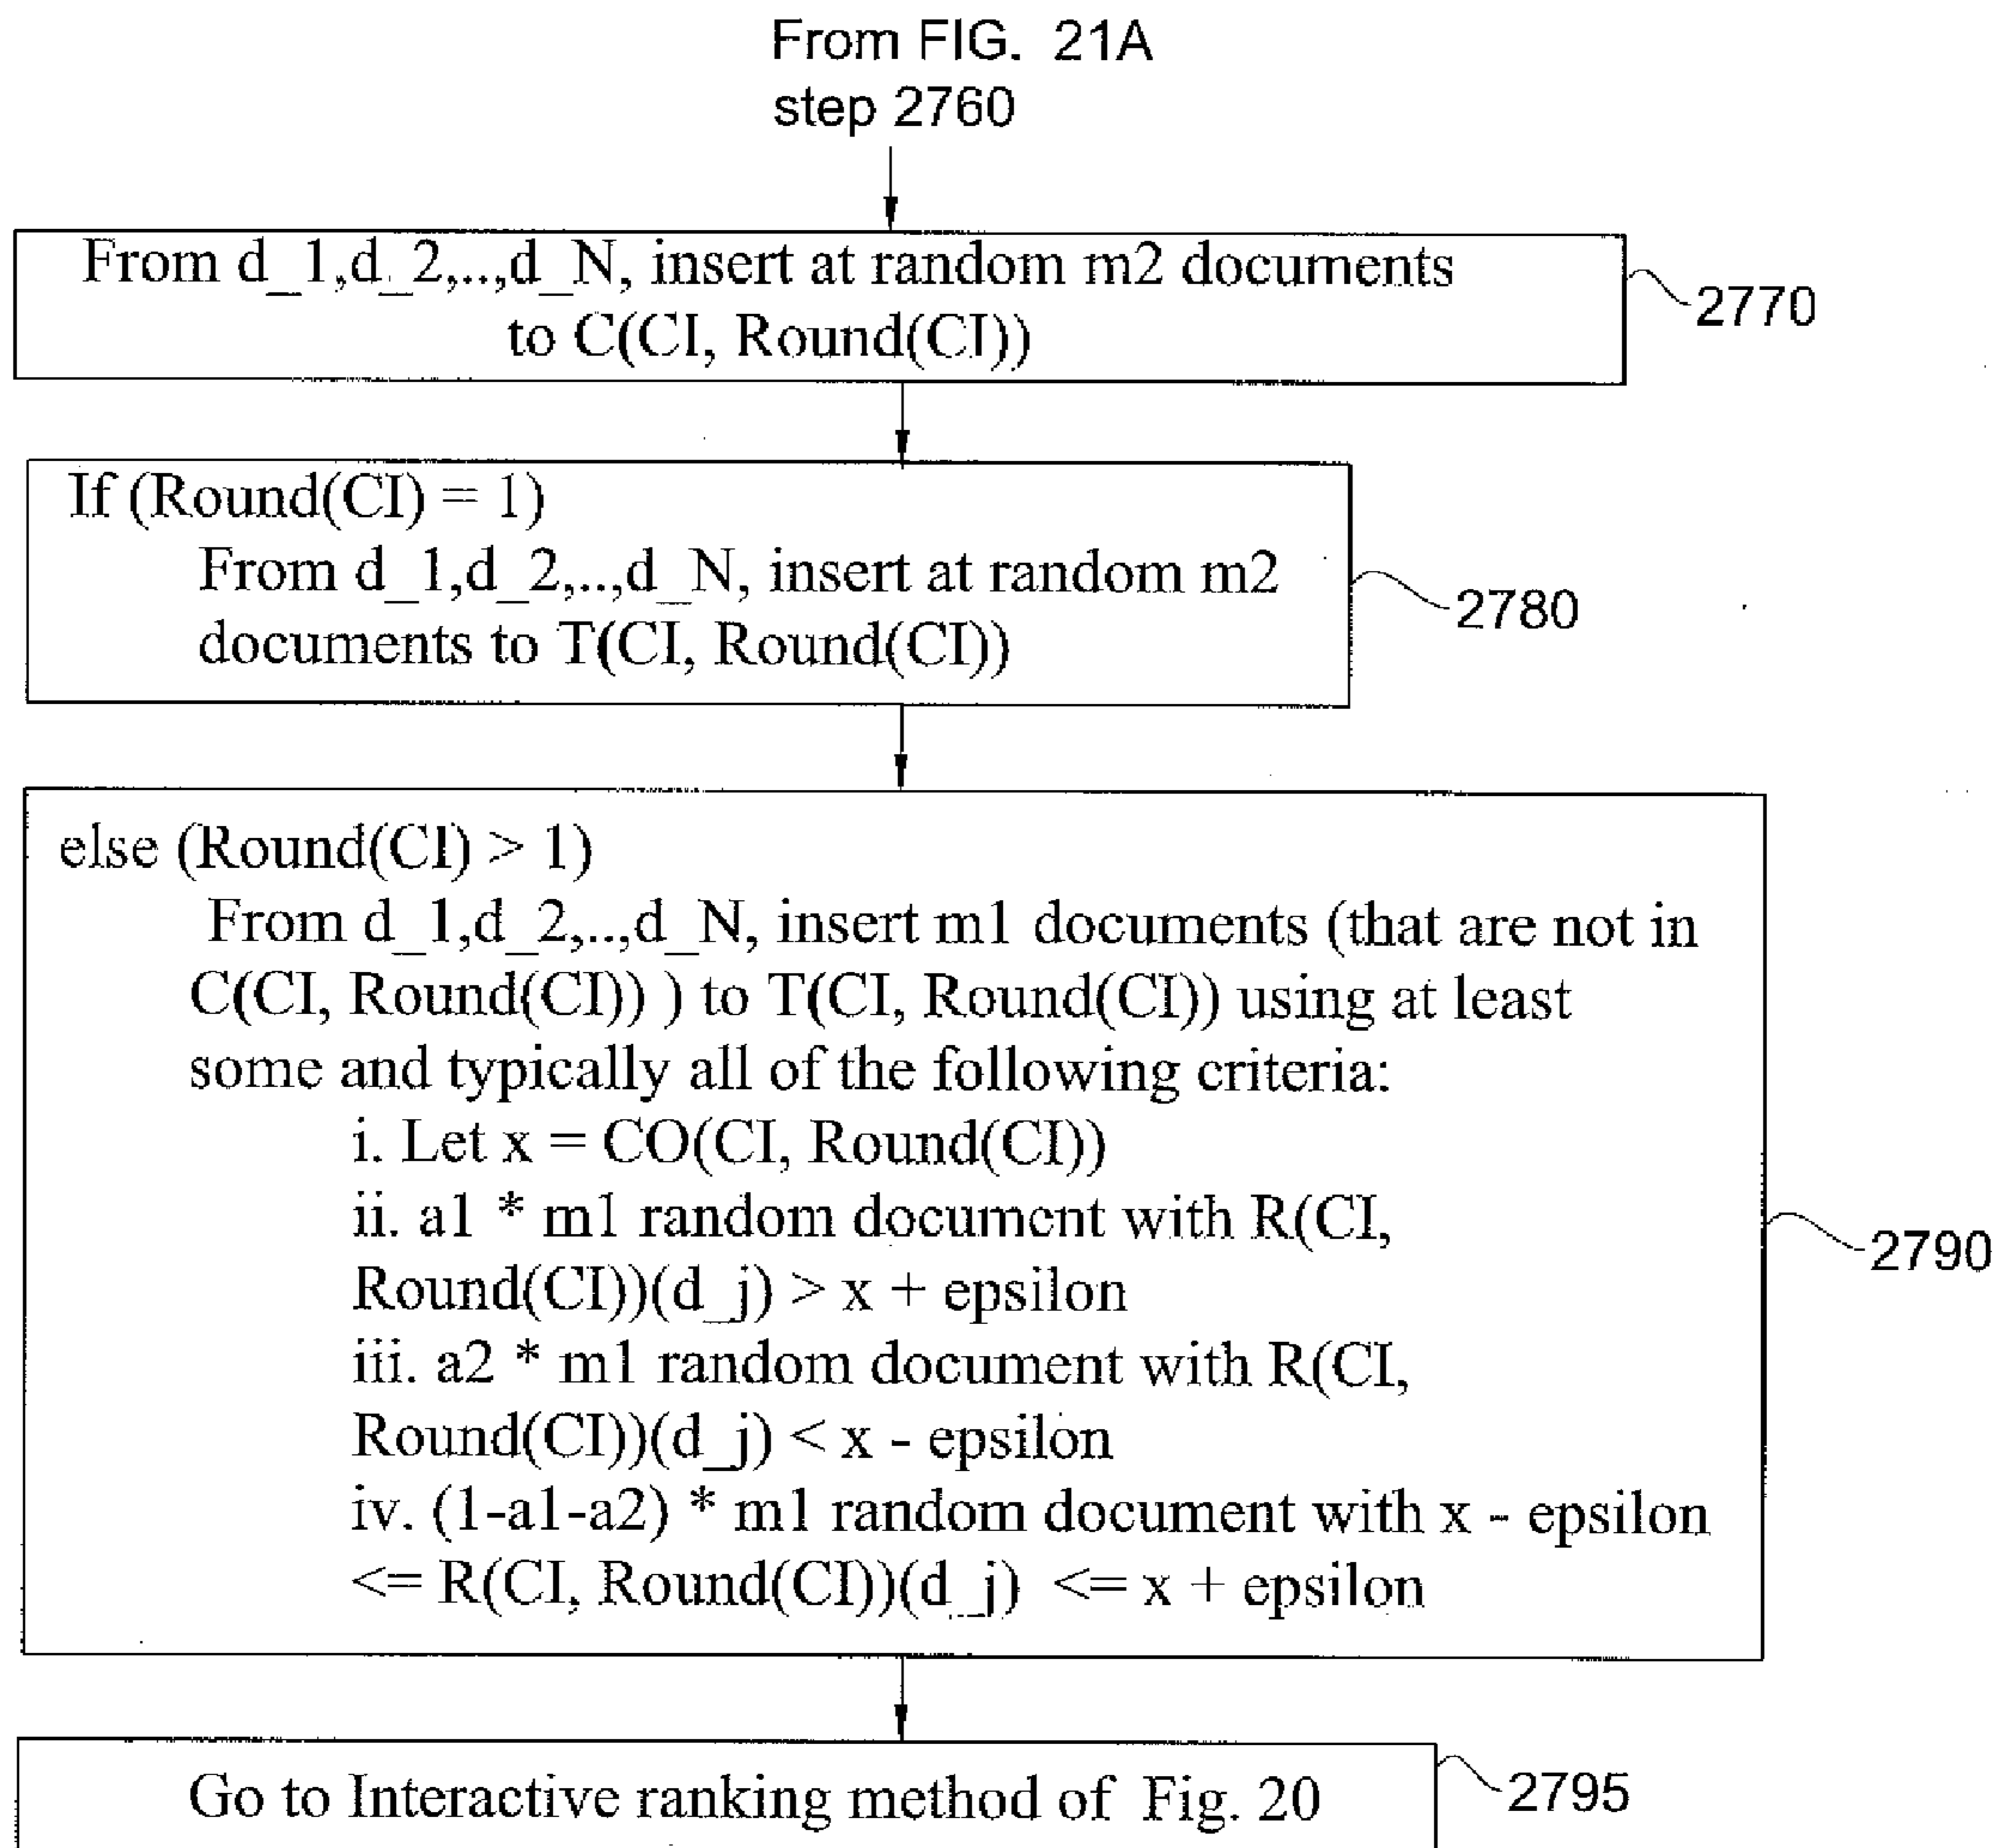 From FIG. 21A
step 2760
From d_1,d_2,..,d_N, insert at random m2 documents
to C(CI, Round(CI))
2770
If (Round(CI) = 1)
From d_1,d_2,..,d_N, insert at random m2
documents to T(CI, Round(CI))
2780
else (Round(CI) > 1)
From d_1,d_2,..,d_N, insert m1 documents (that are not in
C(CI, Round(CI)) ) to T(CI, Round(CI)) using at least
some and typically all of the following criteria:
i. Let x = CO(CI, Round(CI))
ii. a1 * m1 random document with R(CI,
Round(CI))(d_j) > x + epsilon
iii. a2 * m1 random document with R(CI,
Round(CI))(d_j) < x - epsilon
iv. (1-a1-a2) * m1 random document with x - epsilon
<= R(CI, Round(CI))(d_j) <= x + epsilon
2790
Go to Interactive ranking method of Fig. 20
2795